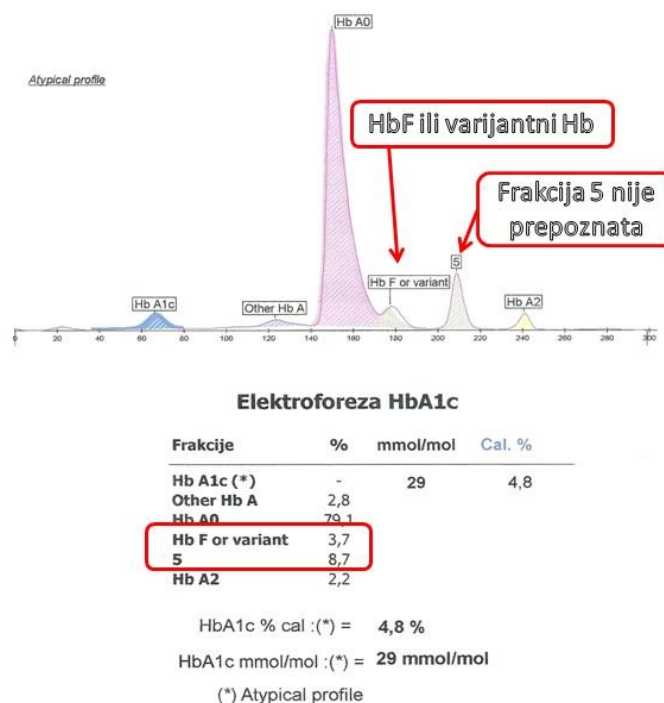 Hb A0
Atypical profile
HbF ili varijantni Hb
Frakcija 5 nije
prepoznata
5
Hb F or variant
Hb A1c
Other Hb A
Hb A2
0 20 40 60 80 100 120 140 160 180 200 220 240 260 280 300
Elektroforeza HbA1c
Frakcije % mmol/mol Cal. %
Hb A1c (*) - 29 4,8
Other Hb A 2,8
Hb A0 79,1
Hb F or variant 3,7
5 8,7
Hb A2 2,2
HbA1c % cal :(*) = 4,8 %
HbA1c mmol/mol :(*) = 29 mmol/mol
(*) Atypical profile